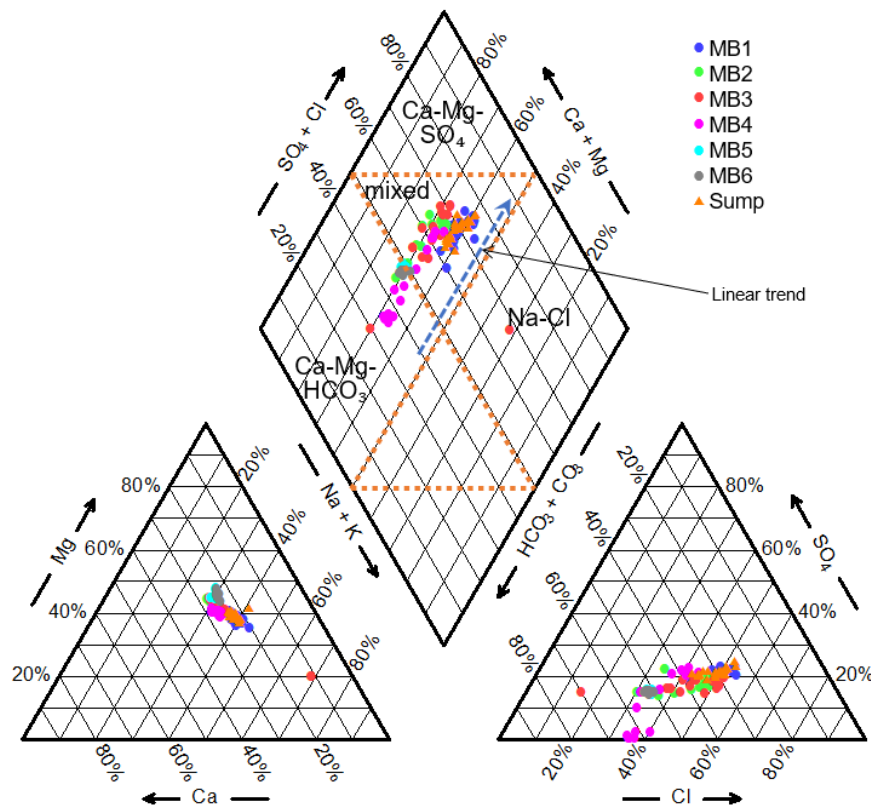 80%
80%
MB1
MB2
MB3
MB4
MB5
MB6
Sump
60%
60%
SO₄ + Cl
Ca + Mg
Ca-Mg-
SO₄
40%
40%
mixed
20%
20%
Linear trend
Na-Cl
Ca-Mg-
HCO₃
Na + K
HCO₃ + CO₃
20%
80%
40%
60%
60%
40%
80%
20%
Mg
80%
60%
40%
20%
Ca
20%
80%
40%
60%
60%
40%
80%
20%
SO₄
20%
40%
60%
80%
Cl